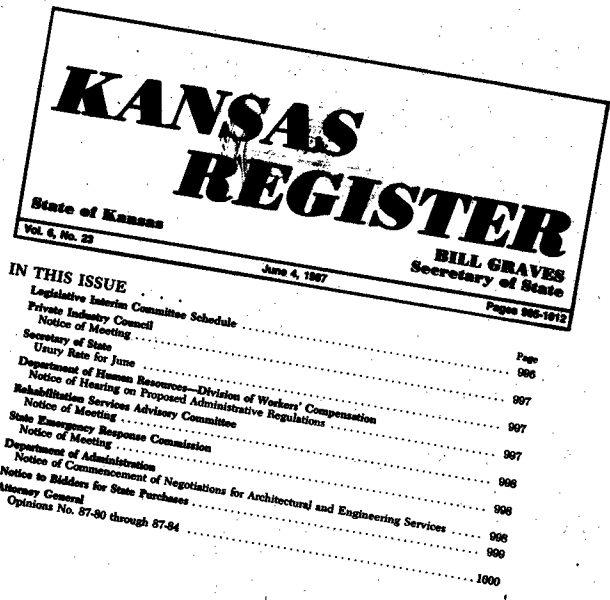 KANSAS
REGISTER
State of Kansas
BILL GRAVES
Secretary of State
Vol. 6, No. 23
June 4, 1987
Pages 995-1012
IN THIS ISSUE . . . .
Page
Legislative Interim Committee Schedule ........ 996
Private Industry Council
Notice of Meeting ........ 997
Secretary of State
Usury Rate for June ........ 997
Department of Human Resources—Division of Workers' Compensation
Notice of Hearing on Proposed Administrative Regulations ........ 997
Rehabilitation Services Advisory Committee
Notice of Meeting ........ 998
State Emergency Response Commission
Notice of Meeting ........ 998
Department of Administration
Notice of Commencement of Negotiations for Architectural and Engineering Services ..... 998
Notice to Bidders for State Purchases ........ 999
Attorney General
Opinions No. 87-80 through 87-84 ........ 1000